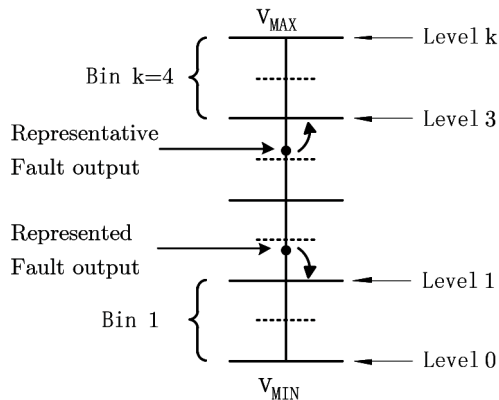 V_MAX
Level k
Bin k=4
Level 3
Representative
Fault output
Represented
Fault output
Level 1
Bin 1
Level 0
V_MIN